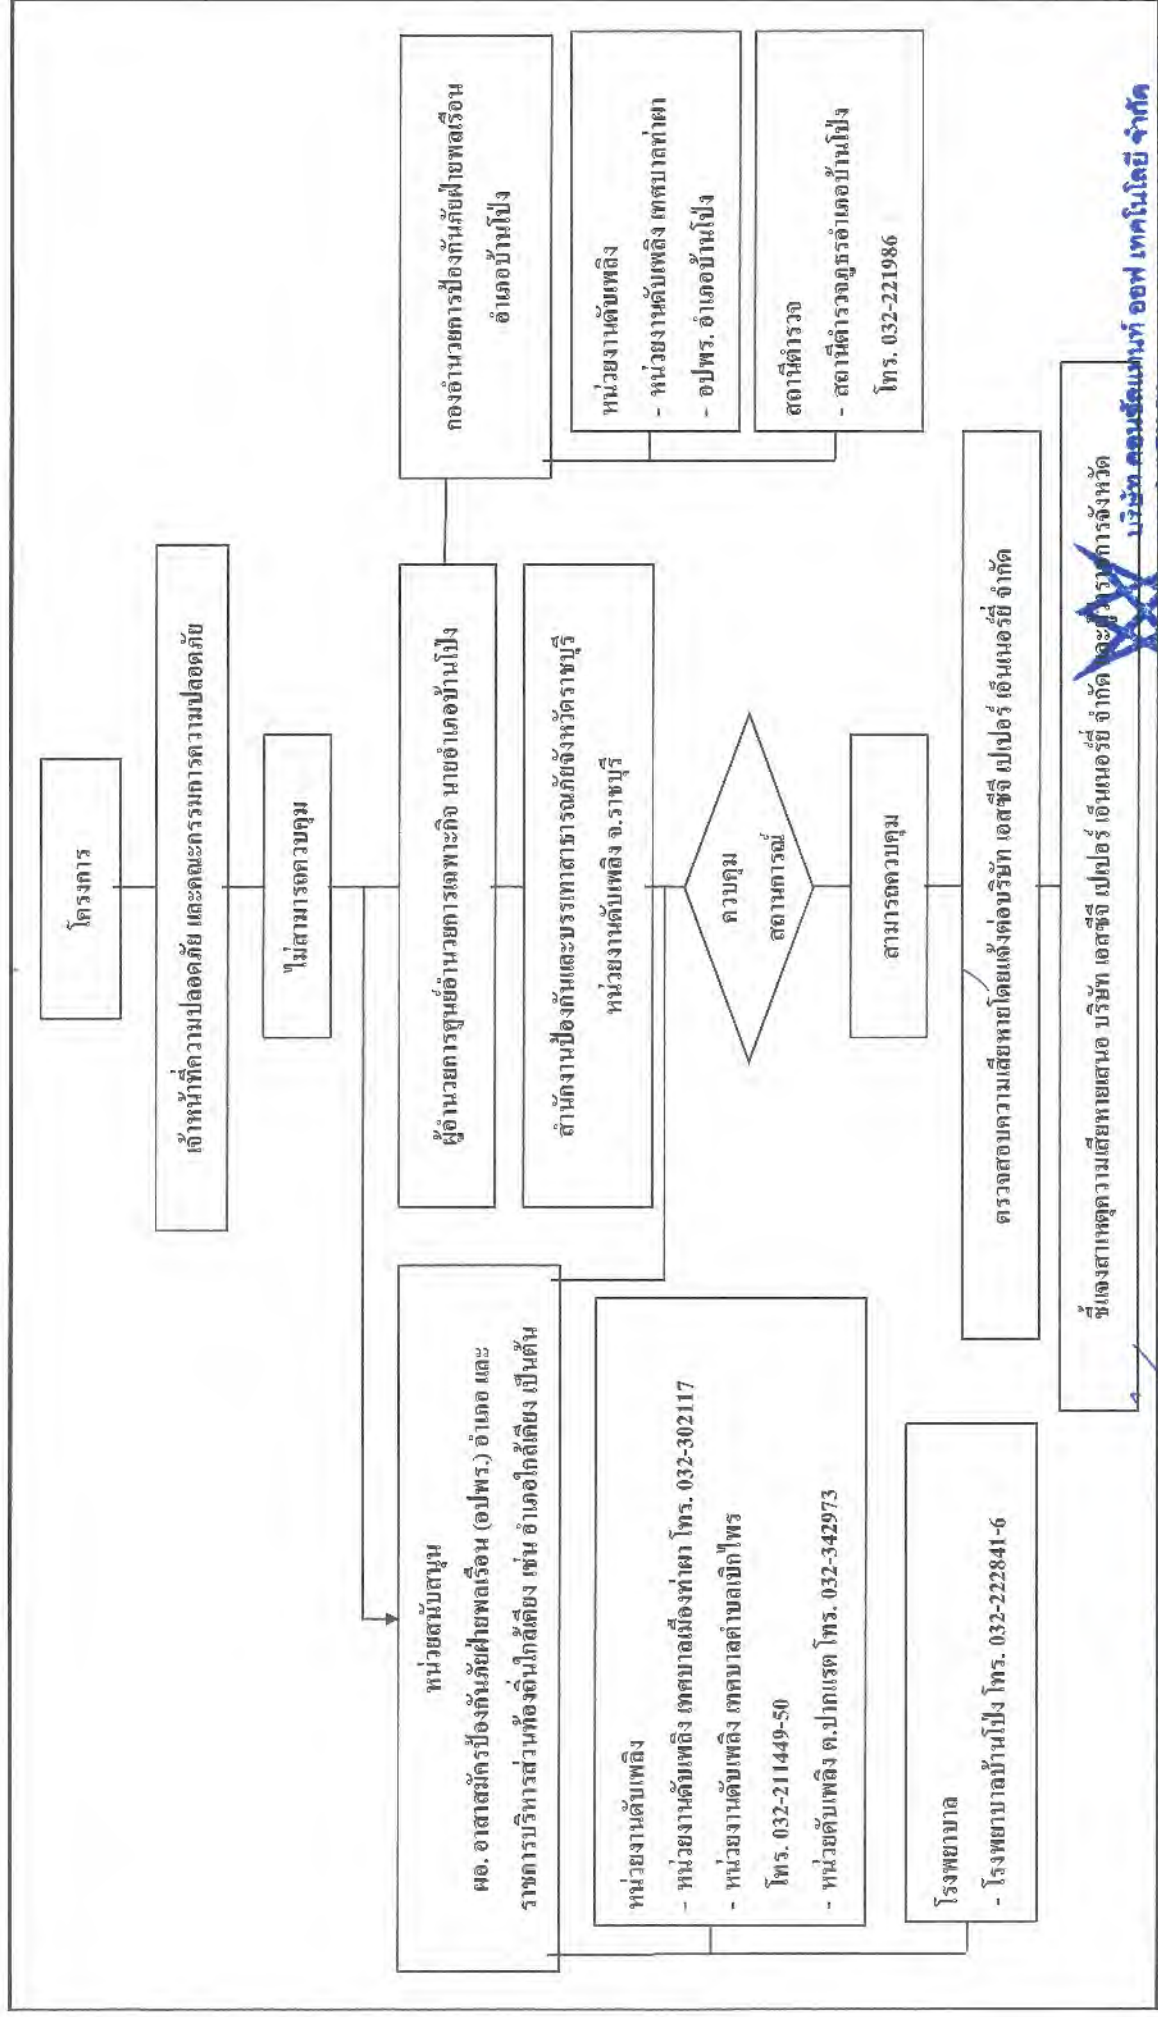 โครงการ
เจ้าหน้าที่ความปลอดภัย และคณะกรรมการความปลอดภัย
ไม่สามารถควบคุม
หน่วยสนับสนุน
ผอ. อาสาสมัครป้องกันภัยฝ่ายพลเรือน (อปพร.) อำเภอ และ
ราชการบริหารส่วนท้องถิ่นใกล้เคียง เช่น อำเภอใกล้เคียง เป็นต้น
หน่วยงานดับเพลิง
- หน่วยงานดับเพลิง เทศบาลเมืองท่าผา โทร. 032-302117
- หน่วยงานดับเพลิง เทศบาลตำบลเบิกไพร
โทร. 032-211449-50
- หน่วยดับเพลิง ต.ปากแรต โทร. 032-342973
โรงพยาบาล
- โรงพยาบาลบ้านโป่ง โทร. 032-222841-6
ผู้อำนวยการศูนย์อำนวยการเฉพาะกิจ นายอำเภอบ้านโป่ง
สำนักงานป้องกันและบรรเทาสาธารณภัยจังหวัดราชบุรี
หน่วยงานดับเพลิง จ.ราชบุรี
กองอำนวยการป้องกันภัยฝ่ายพลเรือน
อำเภอบ้านโป่ง
หน่วยงานดับเพลิง
- หน่วยงานดับเพลิง เทศบาลท่าผา
- อปพร. อำเภอบ้านโป่ง
สถานีตำรวจ
- สถานีตำรวจภูธรอำเภอบ้านโป่ง
โทร. 032-221986
ควบคุม
สถานการณ์
สามารถควบคุม
ตรวจสอบความเสียหายโดยแจ้งต่อบริษัท เอสซีจี เปเปอร์ เอ็นเนอร์ยี่ จำกัด
ชี้แจงสาเหตุความเสียหายเสนอ บริษัท เอสซีจี เปเปอร์ เอ็นเนอร์ยี่ จำกัด และผู้ว่าราชการจังหวัด
บริษัท คอนซัลแทนท์ ออฟ เทคโนโลยี จำกัด